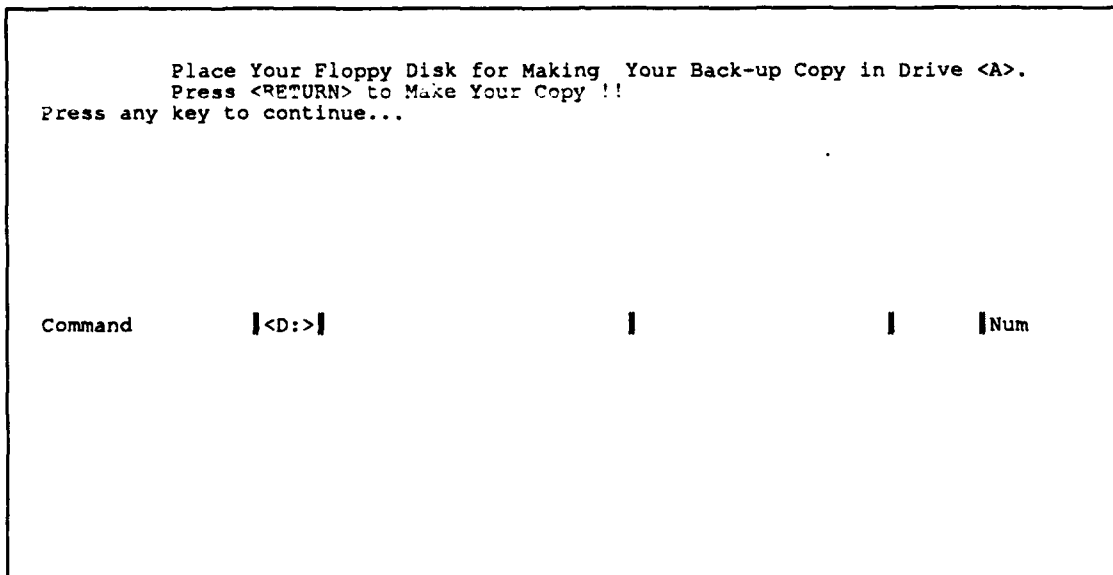 Place Your Floppy Disk for Making  Your Back-up Copy in Drive <A>.
Press <RETURN> to Make Your Copy !!
Press any key to continue...
Command <D:> Num